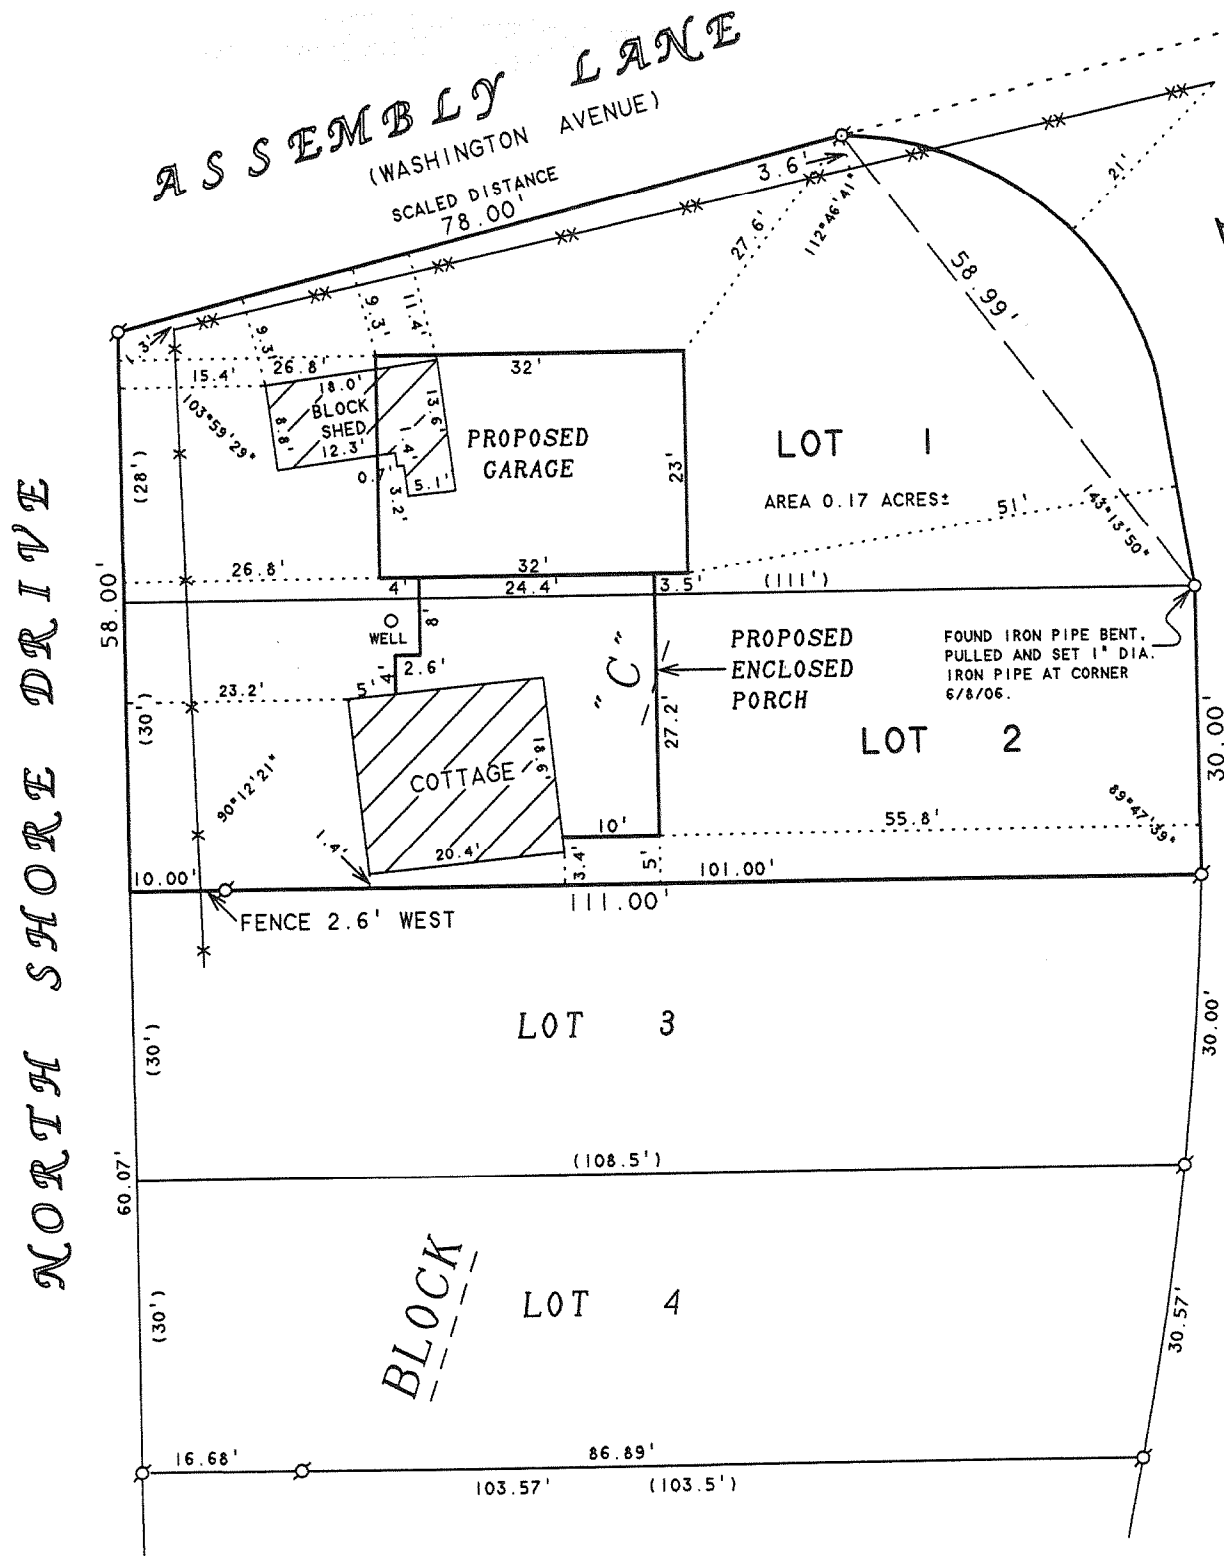 ASSEMBLY LANE
(WASHINGTON AVENUE)
SCALED DISTANCE
78.00'
3.6'
112°46'41"
21'
27.6'
58.99'
1.3'
9.3'
9.3'
11.4'
15.4'
26.8'
32'
18.0'
BLOCK
SHED
8.8'
12.3'
13.6'
1.4'
0.7'
5.1'
3.2'
103°59'29"
PROPOSED
GARAGE
23'
LOT 1
AREA 0.17 ACRES±
51'
143°13'50"
(28')
26.8'
32'
4'
24.4'
3.5'
(111')
58.00'
NORTH SHORE DRIVE
WELL
8'
2.6'
4'
5'
23.2'
(30')
"C"
PROPOSED
ENCLOSED
PORCH
27.2'
FOUND IRON PIPE BENT,
PULLED AND SET 1" DIA.
IRON PIPE AT CORNER
6/8/06.
LOT 2
30.00'
COTTAGE
18.6'
20.4'
90°12'21"
89°47'39"
1.4'
10'
55.8'
3.4'
5'
10.00'
101.00'
111.00'
FENCE 2.6' WEST
LOT 3
(30')
30.00'
(108.5')
60.07'
BLOCK
LOT 4
(30')
30.57'
16.68'
86.89'
103.57' (103.5')